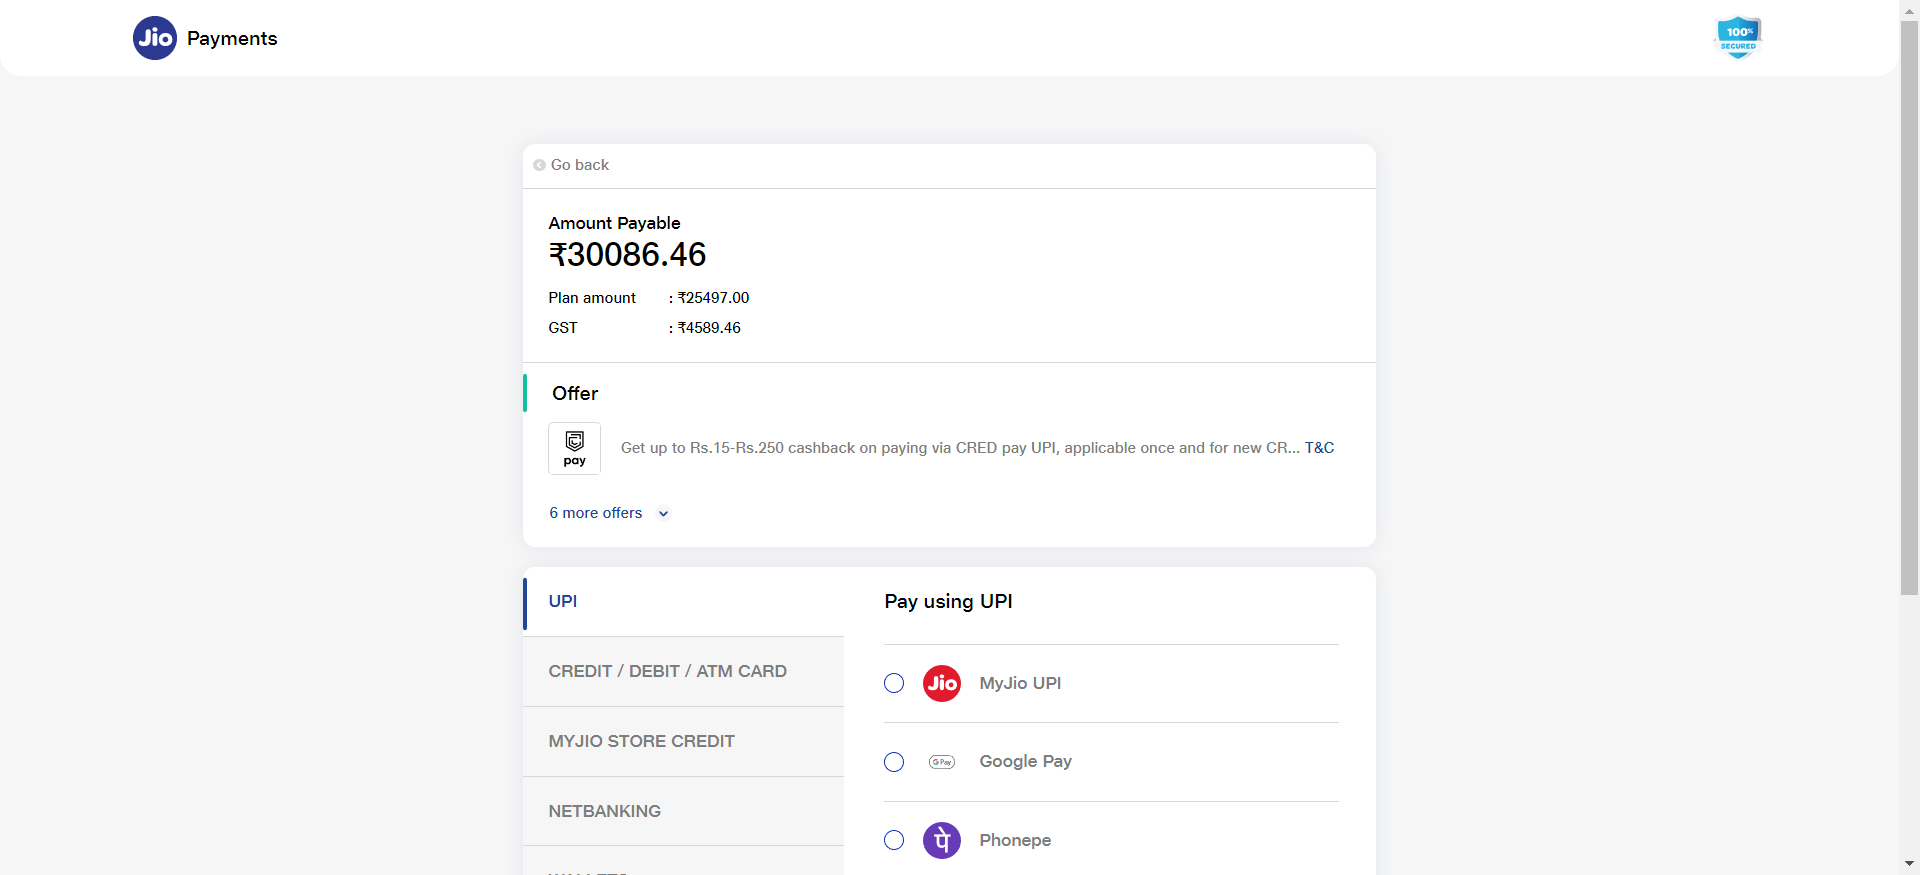 Jio Payments
100%
SECURED
Go back
Amount Payable
₹30086.46
Plan amount : ₹25497.00
GST : ₹4589.46
Offer
pay
Get up to Rs.15-Rs.250 cashback on paying via CRED pay UPI, applicable once and for new CR... T&C
6 more offers
UPI
CREDIT / DEBIT / ATM CARD
MYJIO STORE CREDIT
NETBANKING
Pay using UPI
Jio MyJio UPI
G Pay Google Pay
पे Phonepe